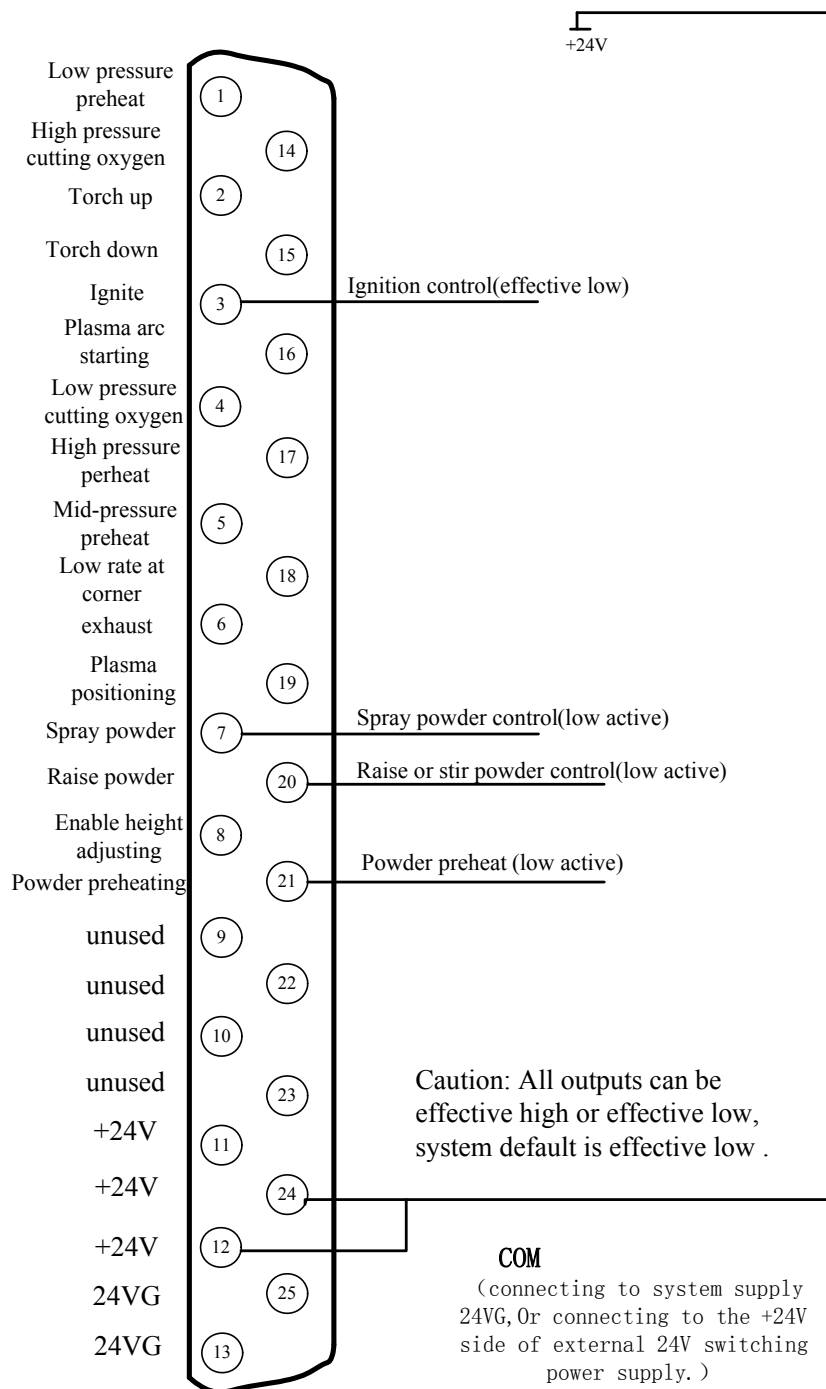 +24V
Low pressure
preheat
1
High pressure
cutting oxygen
14
Torch up
2
Torch down
15
Ignite
3
Ignition control(effective low)
Plasma arc
starting
16
Low pressure
cutting oxygen
4
High pressure
perheat
17
Mid-pressure
preheat
5
Low rate at
corner
18
exhaust
6
Plasma
positioning
19
Spray powder
7
Spray powder control(low active)
Raise powder
20
Raise or stir powder control(low active)
Enable height
adjusting
8
Powder preheating
21
Powder preheat (low active)
unused
9
unused
22
unused
10
unused
23
Caution: All outputs can be
effective high or effective low,
system default is effective low .
+24V
11
+24V
24
+24V
12
24VG
25
24VG
13
COM
（connecting to system supply
24VG,Or connecting to the +24V
side of external 24V switching
power supply.）